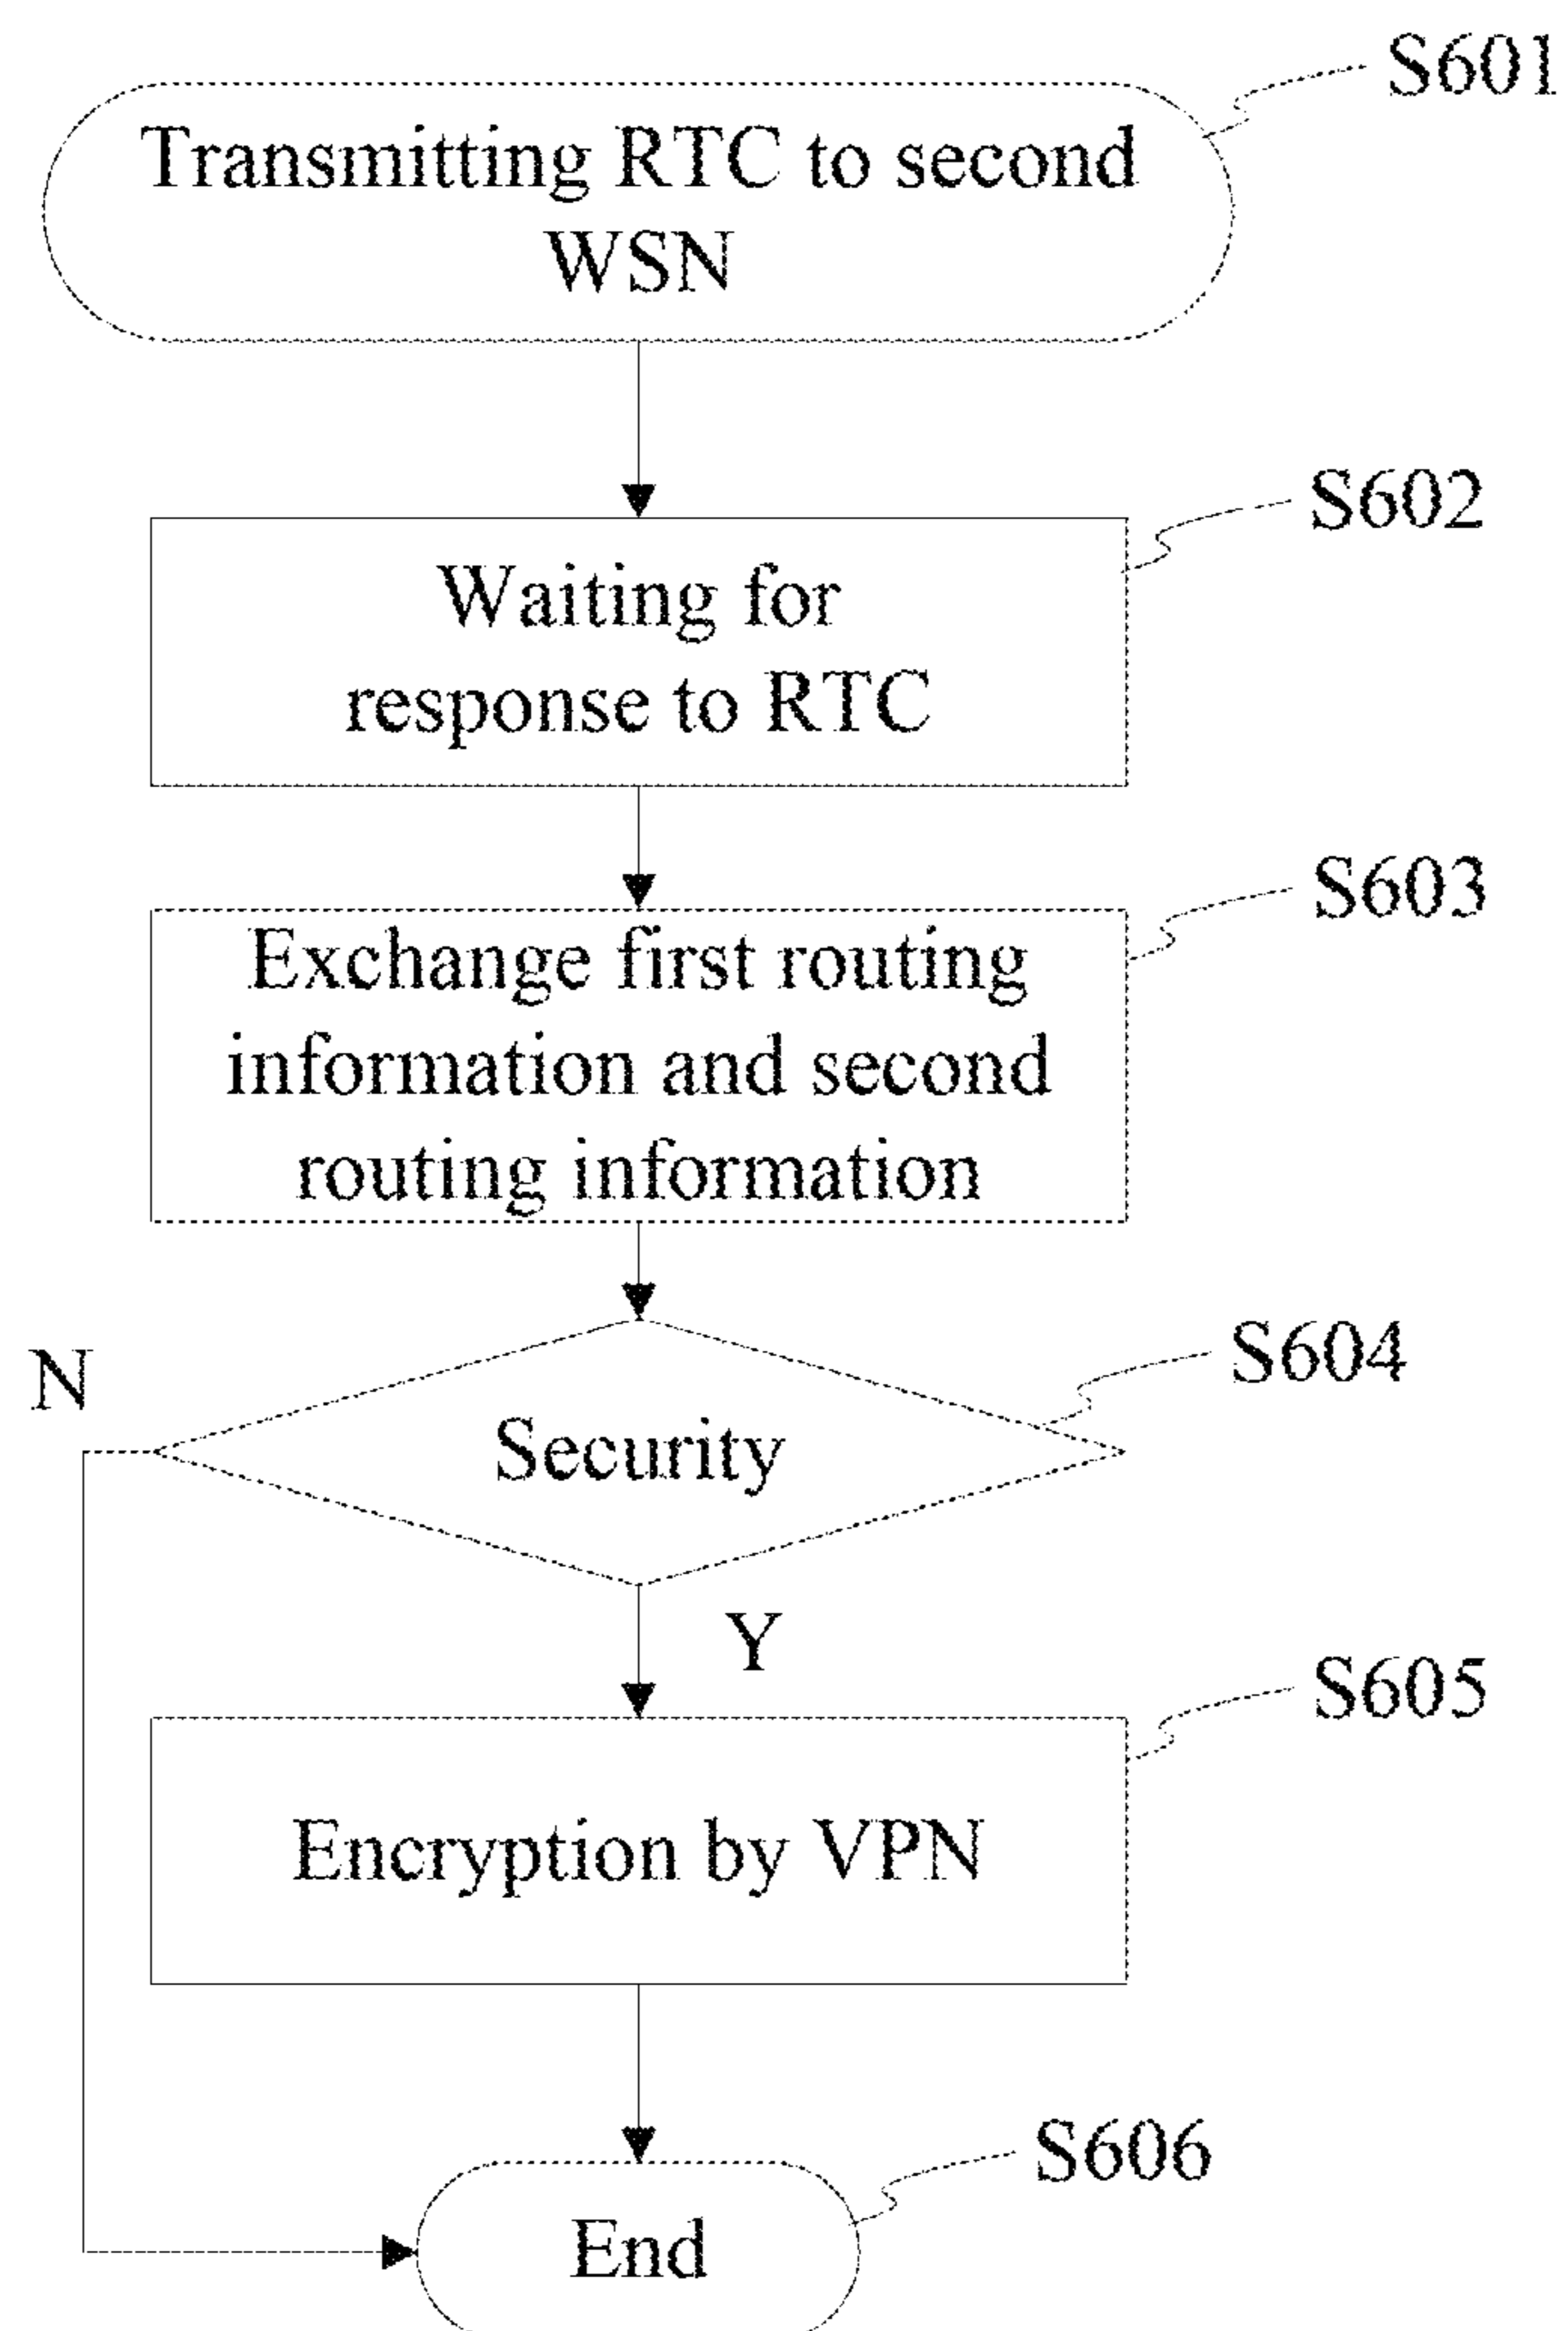 S601
Transmitting RTC to second
WSN
S602
Waiting for
response to RTC
S603
Exchange first routing
information and second
routing information
S604
N
Security
Y
S605
Encryption by VPN
S606
End